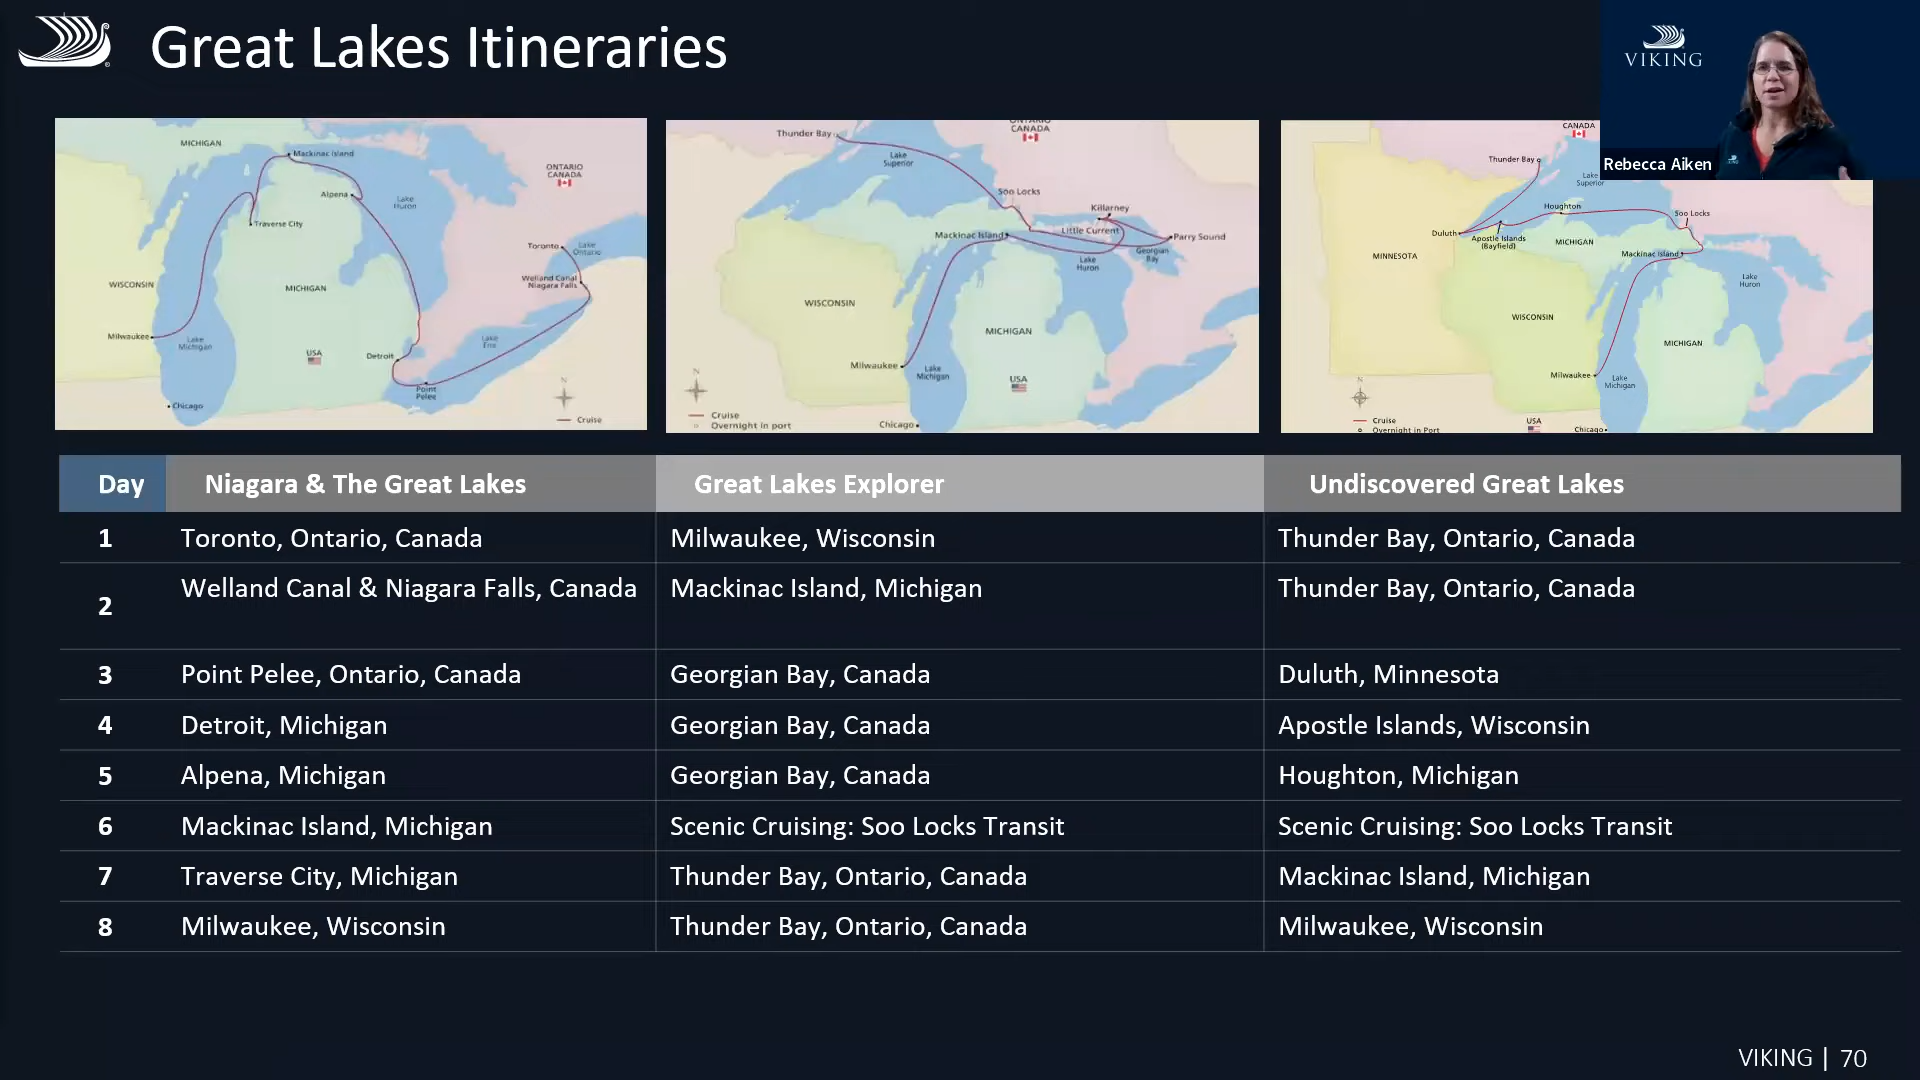 Great Lakes Itineraries
VIKING
Rebecca Aiken
MICHIGAN
Mackinac Island
ONTARIO
CANADA
Alpena
Lake
Huron
Traverse City
Toronto
Lake
Ontario
Welland Canal
Niagara Falls
WISCONSIN
MICHIGAN
Milwaukee
Lake
Michigan
Lake
Erie
USA
Detroit
Point
Pelee
Chicago
N
Cruise
ONTARIO
CANADA
Thunder Bay
Lake
Superior
Soo Locks
Killarney
Little Current
Mackinac Island
Parry Sound
Georgian
Bay
Lake
Huron
WISCONSIN
MICHIGAN
Milwaukee
Lake
Michigan
USA
N
Cruise
Overnight in port
Chicago
CANADA
Thunder Bay
Lake
Superior
Houghton
Soo Locks
Duluth
Apostle Islands
(Bayfield)
MICHIGAN
MINNESOTA
Mackinac Island
Lake
Huron
WISCONSIN
MICHIGAN
Milwaukee
Lake
Michigan
N
Cruise
USA
Overnight in Port
Chicago
Day Niagara & The Great Lakes Great Lakes Explorer Undiscovered Great Lakes
1 Toronto, Ontario, Canada Milwaukee, Wisconsin Thunder Bay, Ontario, Canada
2 Welland Canal & Niagara Falls, Canada Mackinac Island, Michigan Thunder Bay, Ontario, Canada
3 Point Pelee, Ontario, Canada Georgian Bay, Canada Duluth, Minnesota
4 Detroit, Michigan Georgian Bay, Canada Apostle Islands, Wisconsin
5 Alpena, Michigan Georgian Bay, Canada Houghton, Michigan
6 Mackinac Island, Michigan Scenic Cruising: Soo Locks Transit Scenic Cruising: Soo Locks Transit
7 Traverse City, Michigan Thunder Bay, Ontario, Canada Mackinac Island, Michigan
8 Milwaukee, Wisconsin Thunder Bay, Ontario, Canada Milwaukee, Wisconsin
VIKING | 70